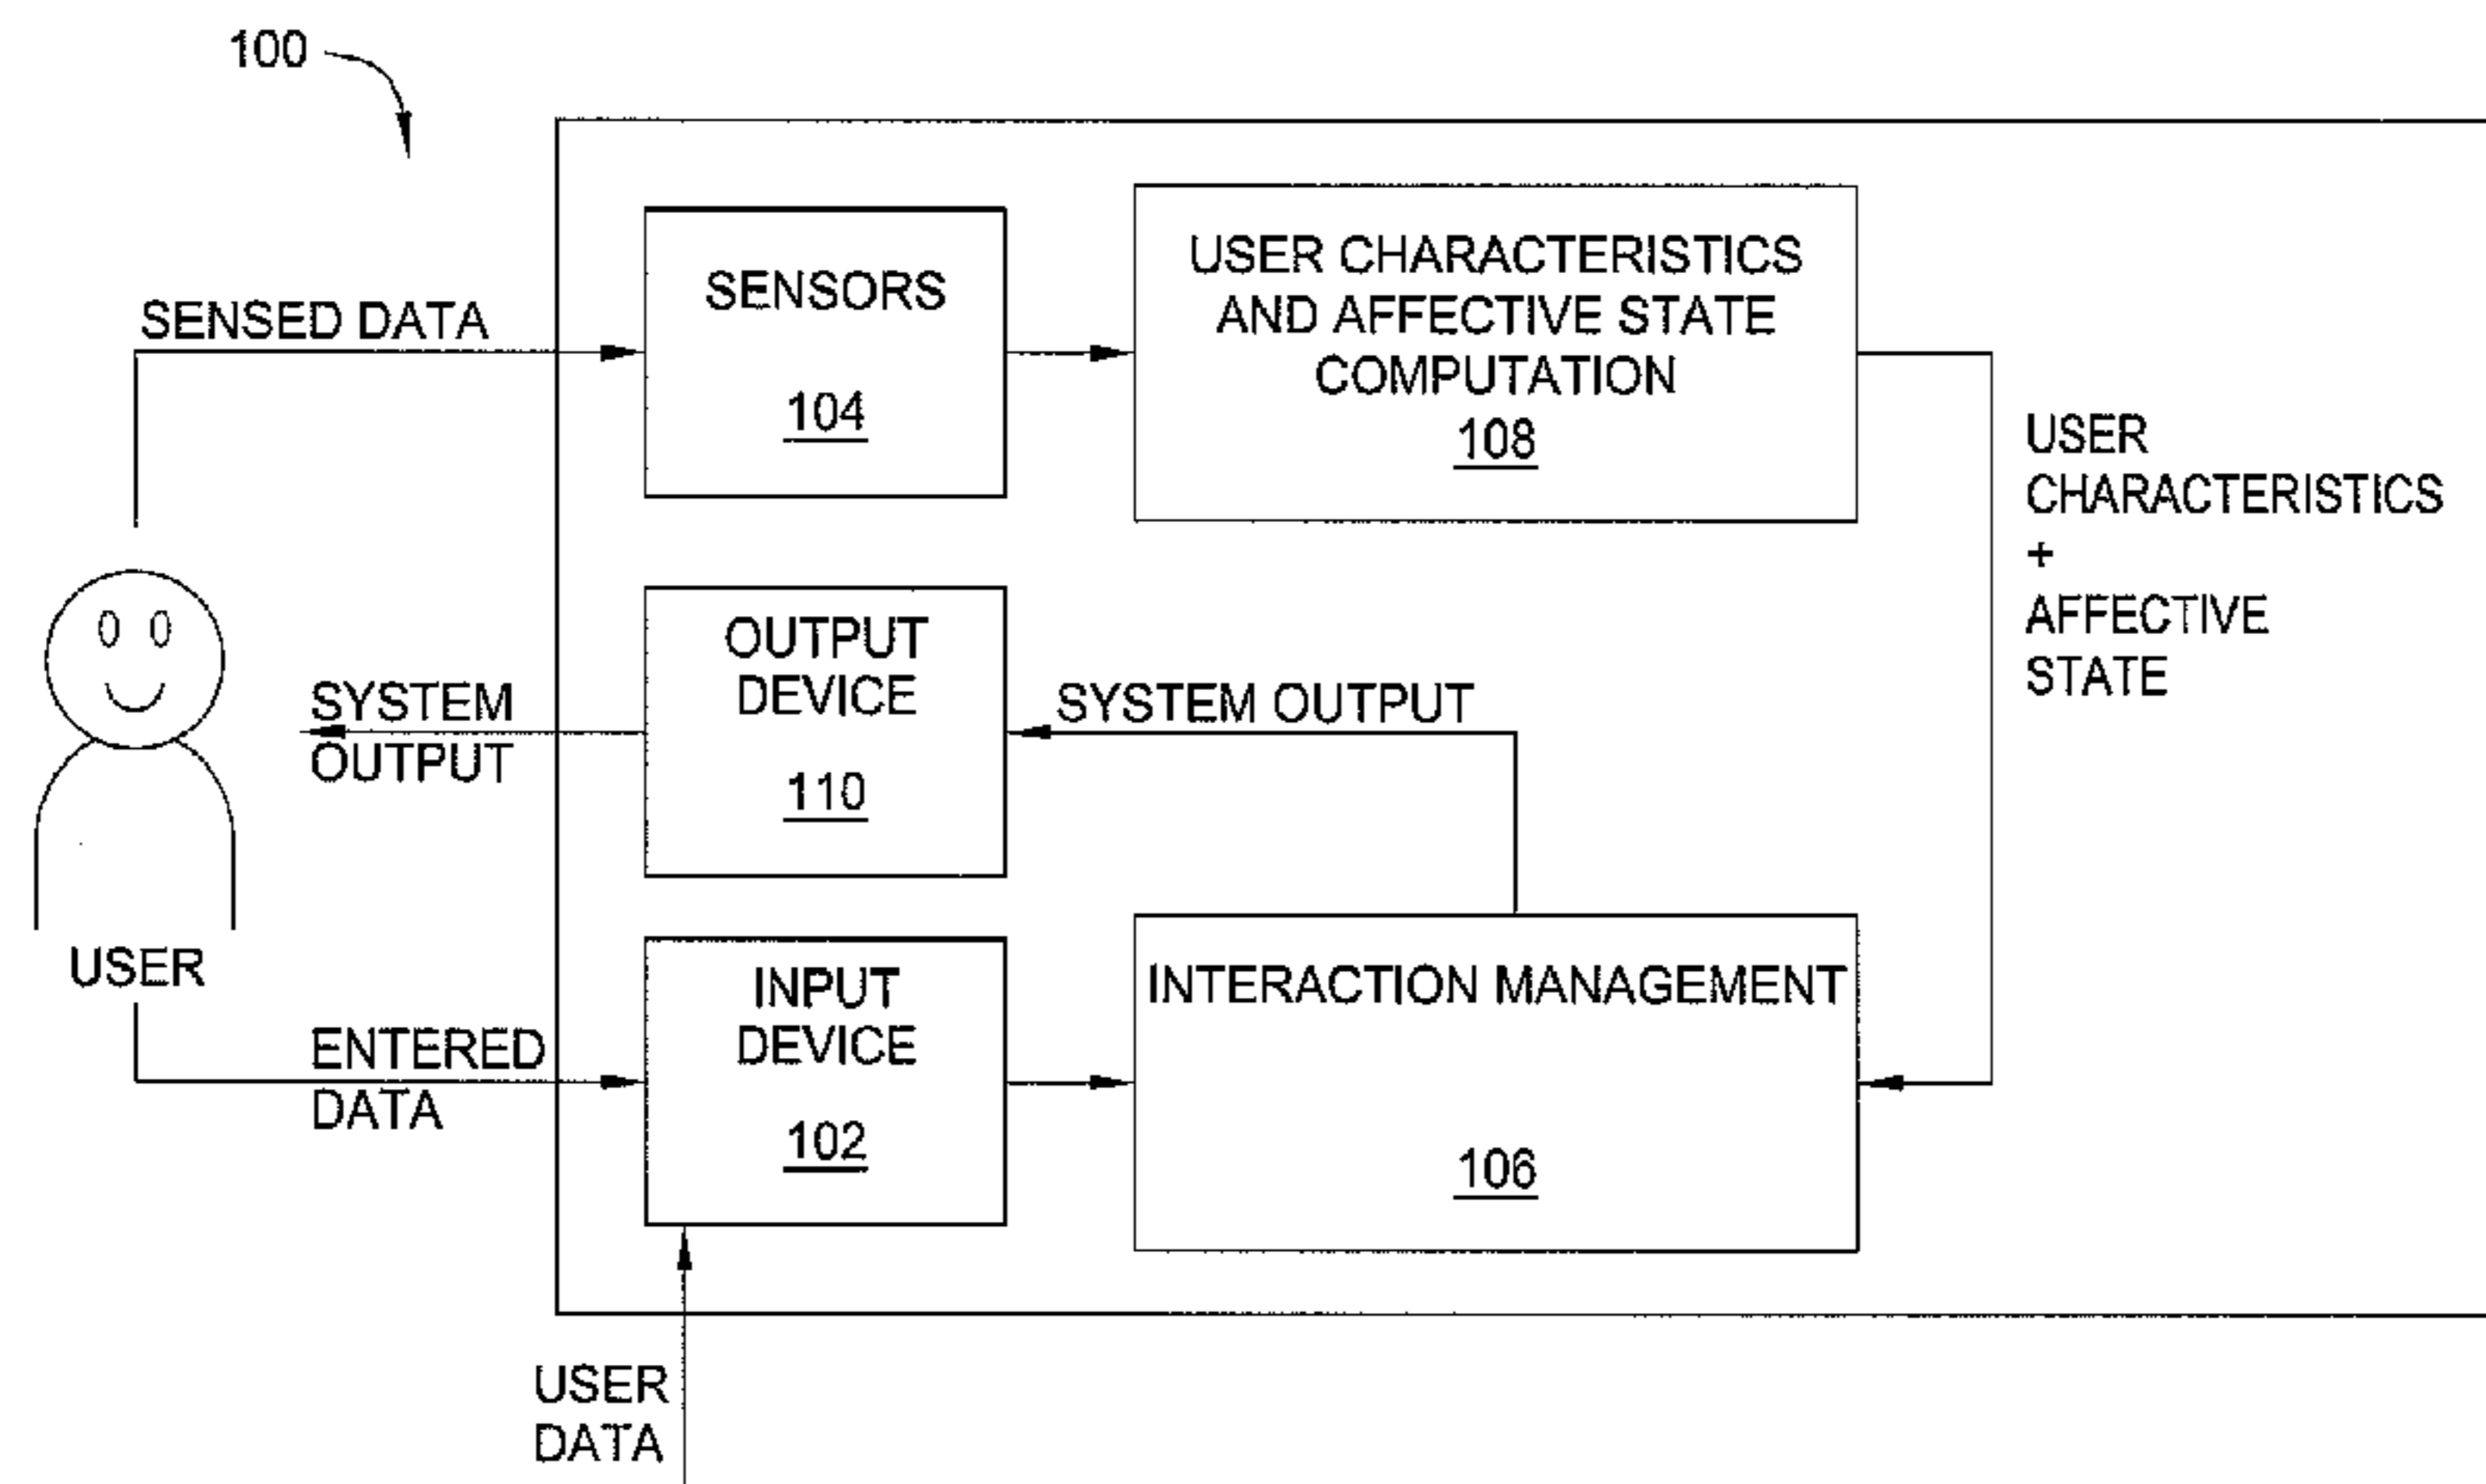 100
SENSED DATA
SENSORS
104
USER CHARACTERISTICS
AND AFFECTIVE STATE
COMPUTATION
108
USER
CHARACTERISTICS
+
AFFECTIVE
STATE
SYSTEM
OUTPUT
OUTPUT
DEVICE
110
SYSTEM OUTPUT
USER
ENTERED
DATA
INPUT
DEVICE
102
INTERACTION MANAGEMENT
106
USER
DATA